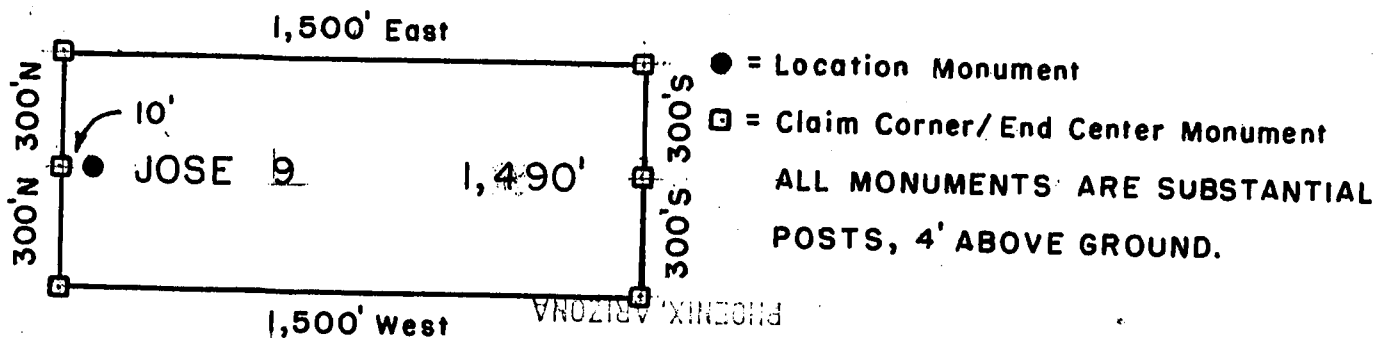 1,500' East
300'N
10'
300'N
JOSE 9
1,490'
300'S
300'S
1,500' West
● = Location Monument
⊡ = Claim Corner/End Center Monument
ALL MONUMENTS ARE SUBSTANTIAL
POSTS, 4' ABOVE GROUND.
PHOENIX, ARIZONA